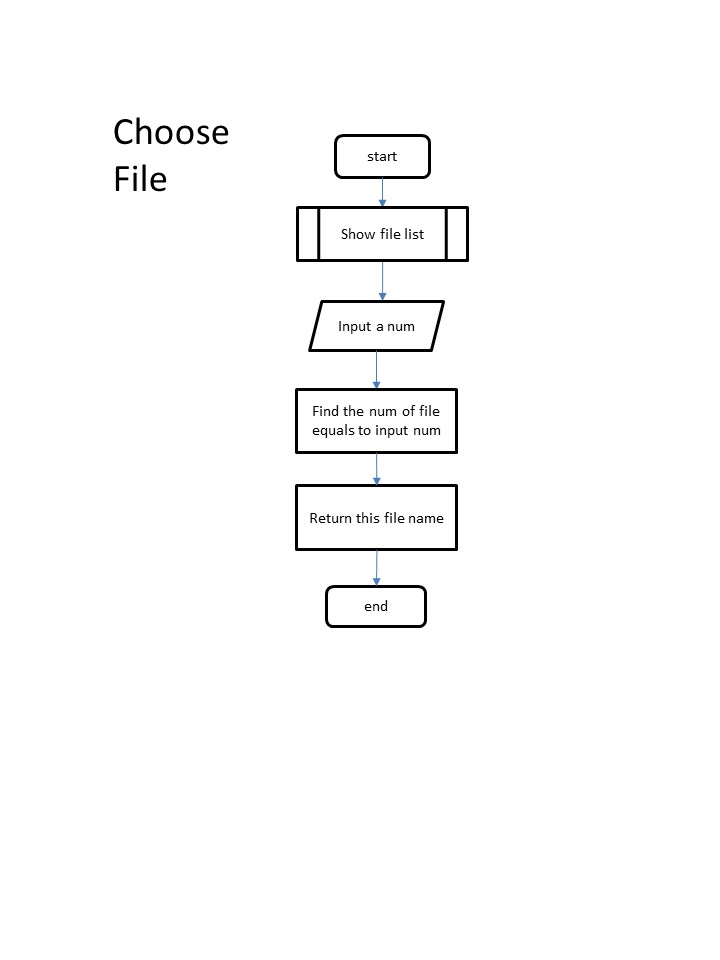 Choose
File
start
Show file list
Input a num
Find the num of file
equals to input num
Return this file name
end